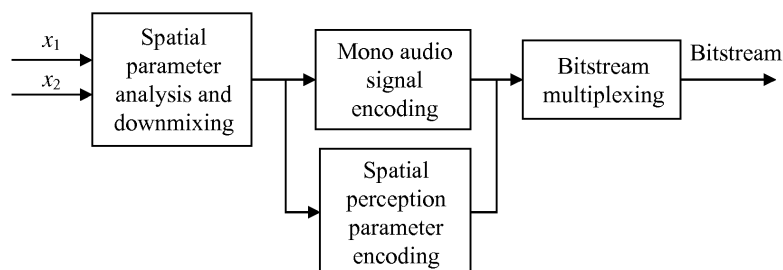 x₁
x₂
Spatial
parameter
analysis and
downmixing
Mono audio
signal
encoding
Spatial
perception
parameter
encoding
Bitstream
multiplexing
Bitstream